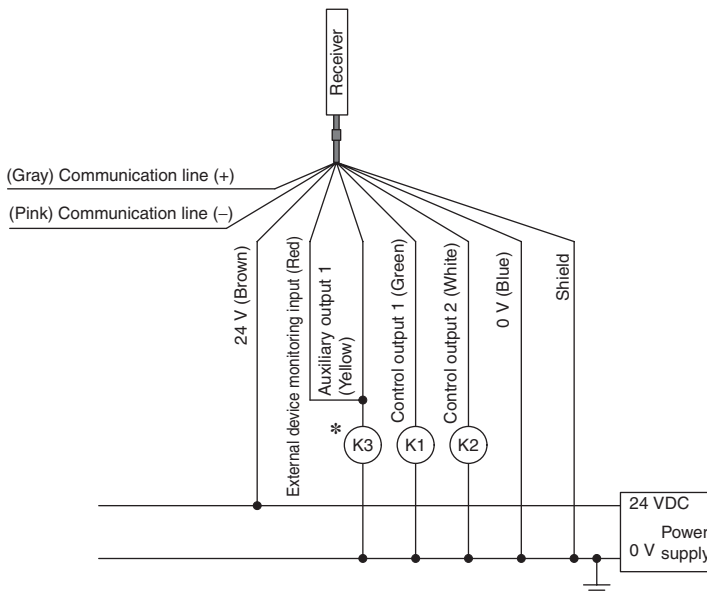 Receiver
(Gray) Communication line (+)
(Pink) Communication line (−)
24 V (Brown)
External device monitoring input (Red)
Auxiliary output 1
(Yellow)
Control output 1 (Green)
Control output 2 (White)
0 V (Blue)
Shield
*
K3
K1
K2
24 VDC
0 V
Power
supply